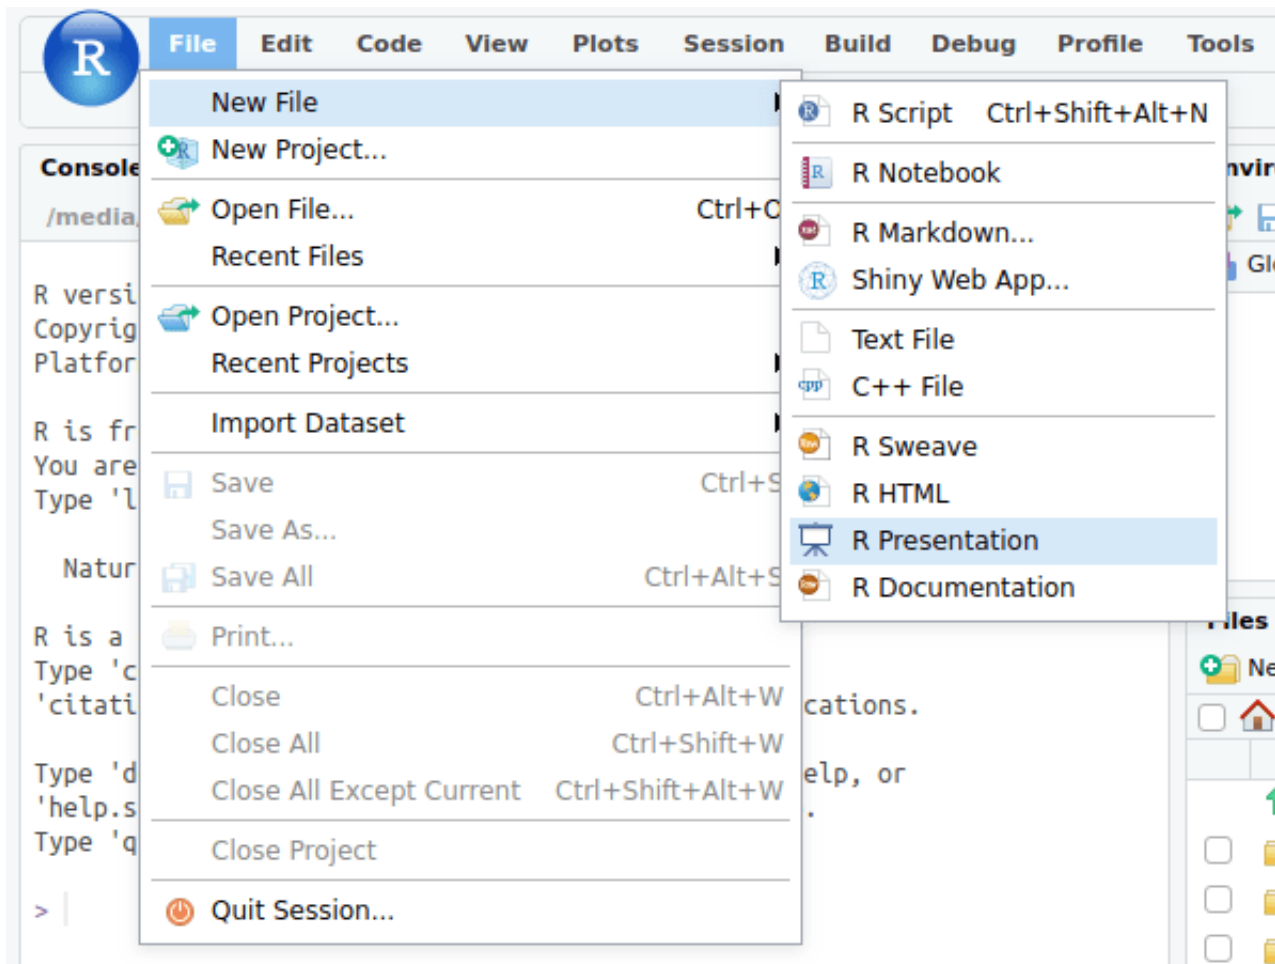 R
File Edit Code View Plots Session Build Debug Profile Tools
New File
New Project...
Open File... Ctrl+O
Recent Files
Open Project...
Recent Projects
Import Dataset
Save Ctrl+S
Save As...
Save All Ctrl+Alt+S
Print...
Close Ctrl+Alt+W
Close All Ctrl+Shift+W
Close All Except Current Ctrl+Shift+Alt+W
Close Project
Quit Session...
R Script Ctrl+Shift+Alt+N
R Notebook
R Markdown...
Shiny Web App...
Text File
C++ File
R Sweave
R HTML
R Presentation
R Documentation
Console
/media
R versi
Copyrig
Platfor
R is fr
You are
Type 'l
Natur
R is a
Type 'c
'citati cations.
Type 'd elp, or
'help.s .
Type 'q
>
nvir
Gl
Files
Ne